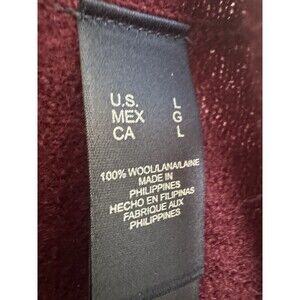 U.S. L
MEX G
CA L
100% WOOL/LANA/LAINE
MADE IN
PHILIPPINES
HECHO EN FILIPINAS
FABRIQUE AUX
PHILIPPINES